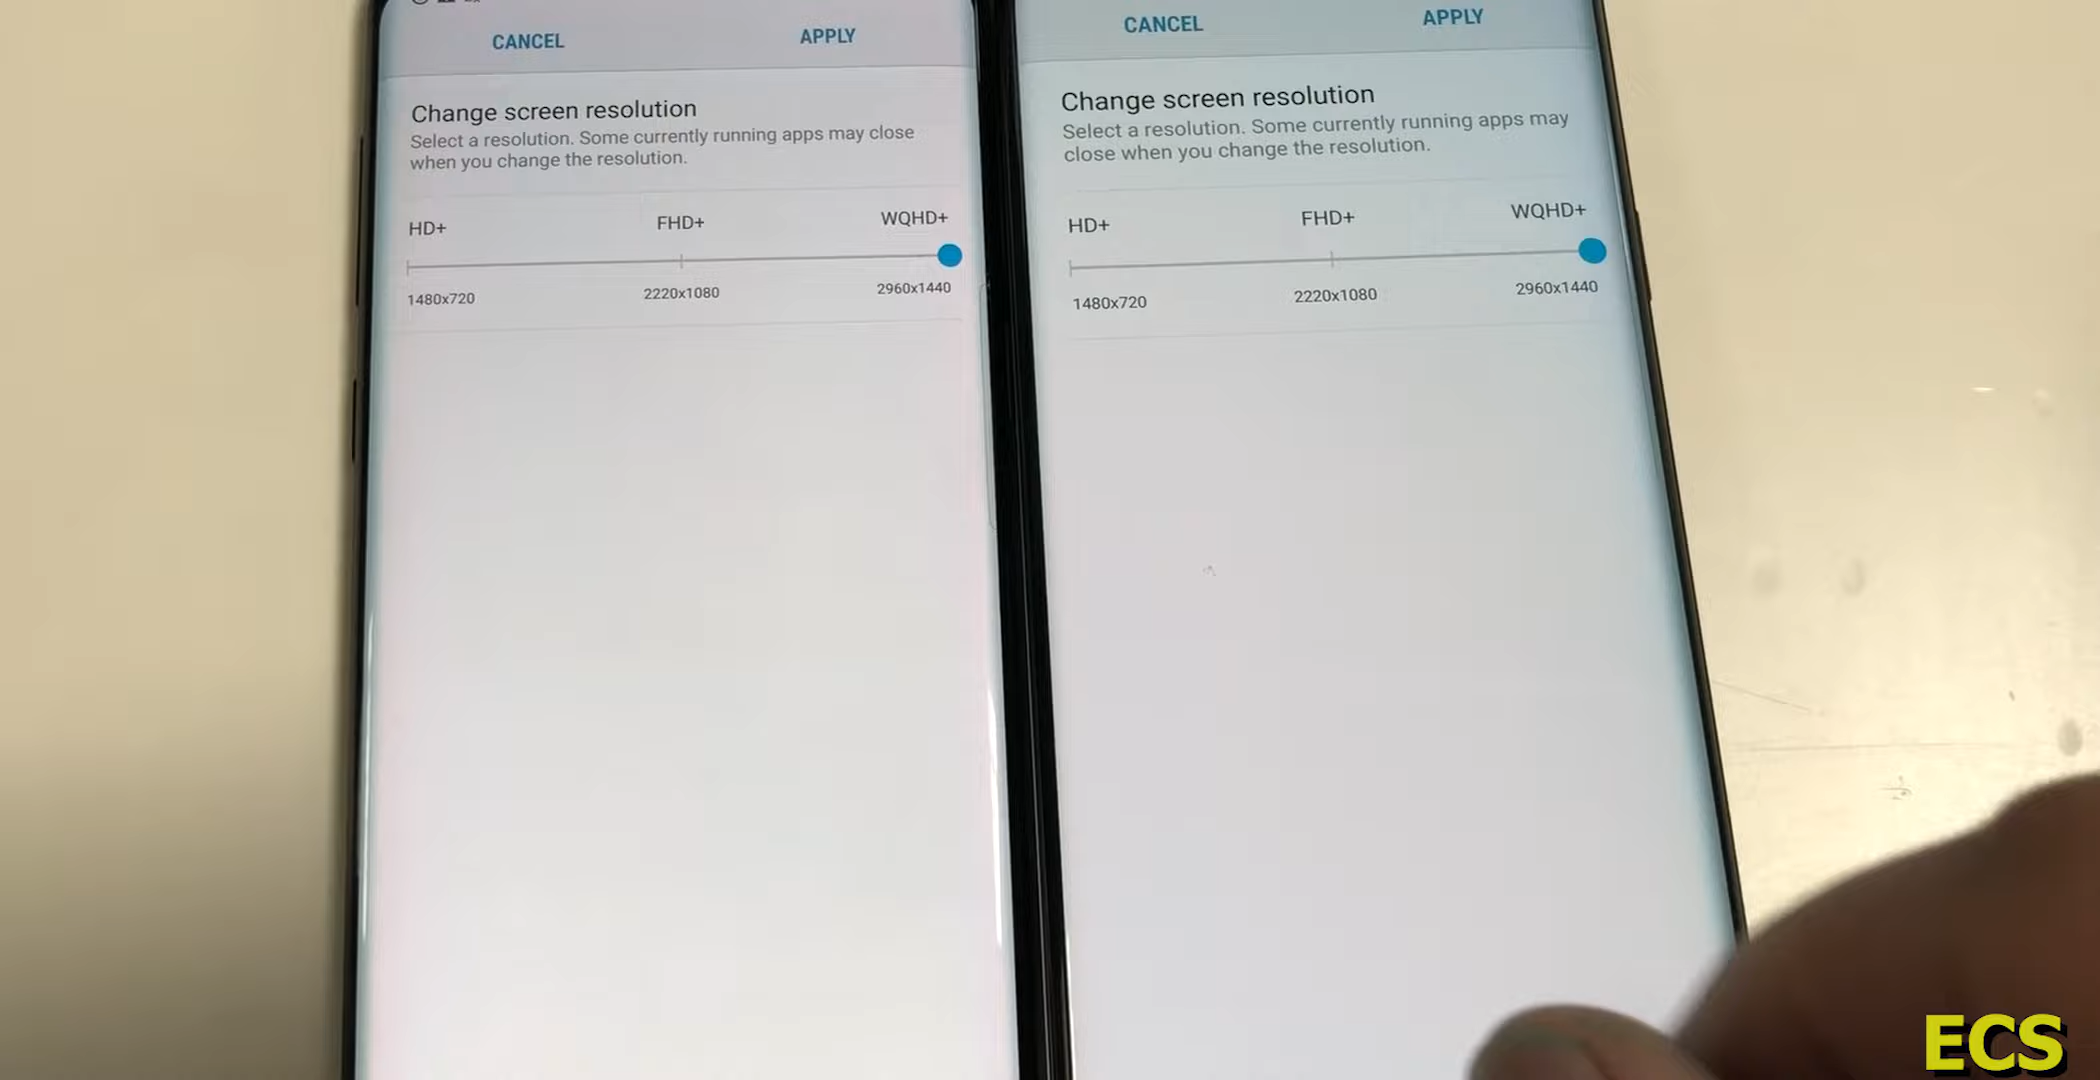 CANCEL APPLY
Change screen resolution
Select a resolution. Some currently running apps may close
when you change the resolution.
HD+ FHD+ WQHD+
1480x720 2220x1080 2960x1440
CANCEL APPLY
Change screen resolution
Select a resolution. Some currently running apps may
close when you change the resolution.
HD+ FHD+ WQHD+
1480x720 2220x1080 2960x1440
ECS